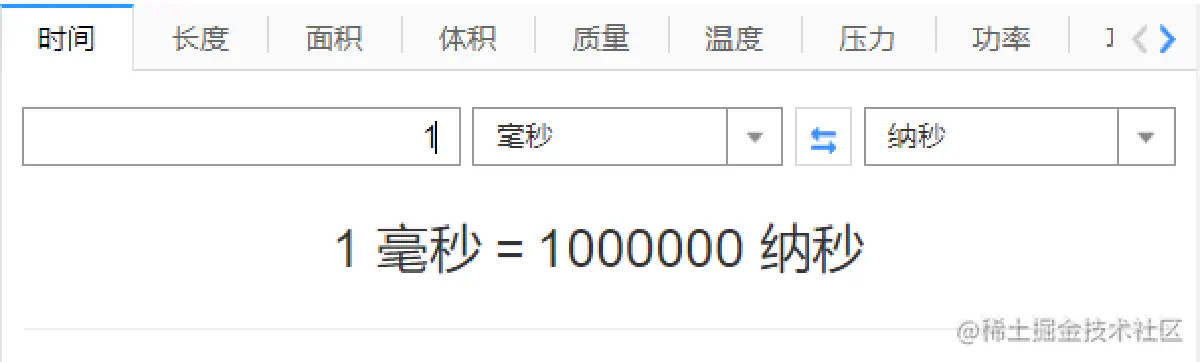 时间 长度 面积 体积 质量 温度 压力 功率
1 毫秒 纳秒
1 毫秒 = 1000000 纳秒
@稀土掘金技术社区